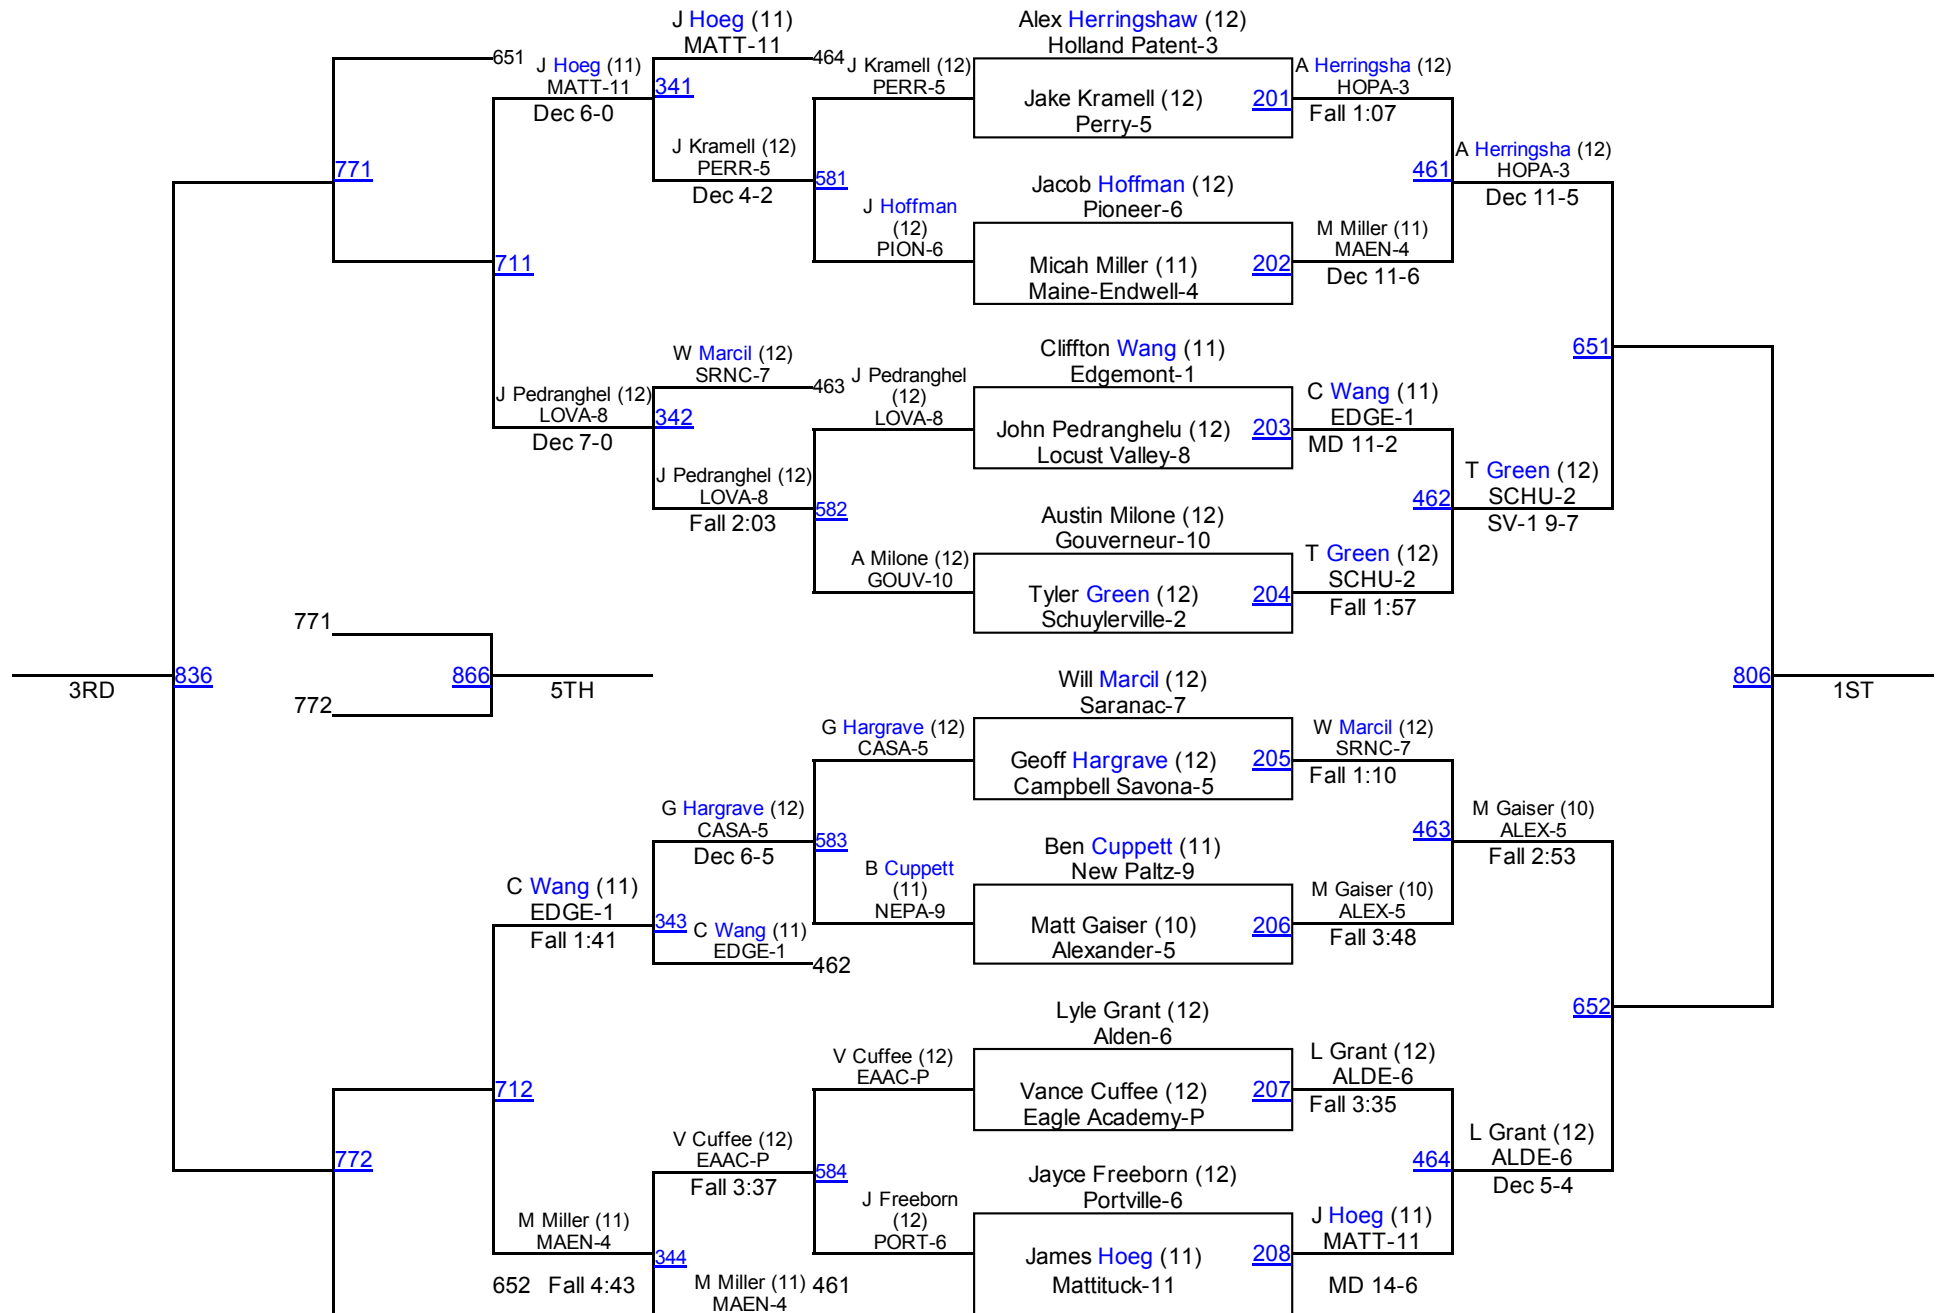 J Hoeg (11)
MATT-11
Alex Herringshaw (12)
Holland Patent-3
651
J Hoeg (11)
MATT-11
Dec 6-0
341
464
J Kramell (12)
PERR-5
Jake Kramell (12)
Perry-5
201
A Herringsha (12)
HOPA-3
Fall 1:07
771
J Kramell (12)
PERR-5
Dec 4-2
581
461
A Herringsha (12)
HOPA-3
Dec 11-5
Jacob Hoffman (12)
Pioneer-6
J Hoffman
(12)
PION-6
711
Micah Miller (11)
Maine-Endwell-4
202
M Miller (11)
MAEN-4
Dec 11-6
W Marcil (12)
SRNC-7
463
Cliffton Wang (11)
Edgemont-1
651
J Pedranghel (12)
LOVA-8
Dec 7-0
342
J Pedranghel
(12)
LOVA-8
John Pedranghelu (12)
Locust Valley-8
203
C Wang (11)
EDGE-1
MD 11-2
J Pedranghel (12)
LOVA-8
Fall 2:03
582
462
T Green (12)
SCHU-2
SV-1 9-7
Austin Milone (12)
Gouverneur-10
A Milone (12)
GOUV-10
Tyler Green (12)
Schuylerville-2
204
T Green (12)
SCHU-2
Fall 1:57
771
3RD
836
866
5TH
772
806
1ST
Will Marcil (12)
Saranac-7
G Hargrave (12)
CASA-5
Geoff Hargrave (12)
Campbell Savona-5
205
W Marcil (12)
SRNC-7
Fall 1:10
G Hargrave (12)
CASA-5
Dec 6-5
583
463
M Gaiser (10)
ALEX-5
Fall 2:53
Ben Cuppett (11)
New Paltz-9
B Cuppett
(11)
NEPA-9
C Wang (11)
EDGE-1
Fall 1:41
343
C Wang (11)
EDGE-1
462
Matt Gaiser (10)
Alexander-5
206
M Gaiser (10)
ALEX-5
Fall 3:48
Lyle Grant (12)
Alden-6
652
712
V Cuffee (12)
EAAC-P
Vance Cuffee (12)
Eagle Academy-P
207
L Grant (12)
ALDE-6
Fall 3:35
772
V Cuffee (12)
EAAC-P
Fall 3:37
584
464
L Grant (12)
ALDE-6
Dec 5-4
Jayce Freeborn (12)
Portville-6
J Freeborn
(12)
PORT-6
M Miller (11)
MAEN-4
652 Fall 4:43
344
M Miller (11)
MAEN-4
461
James Hoeg (11)
Mattituck-11
208
J Hoeg (11)
MATT-11
MD 14-6